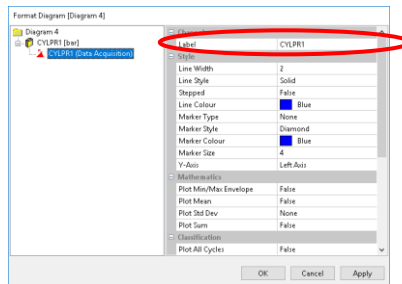 Format Diagram [Diagram 4]
Diagram 4
CYLPR1 [bar]
CYLPR1 (Data Acquisition)
Label CYLPR1
Style
Line Width 2
Line Style Solid
Stepped False
Line Colour Blue
Marker Type None
Marker Style Diamond
Marker Colour Blue
Marker Size 4
Y-Axis Left Axis
Mathematics
Plot Min/Max Envelope False
Plot Mean False
Plot Std Dev None
Plot Sum False
Classification
Plot All Cycles False
OK Cancel Apply